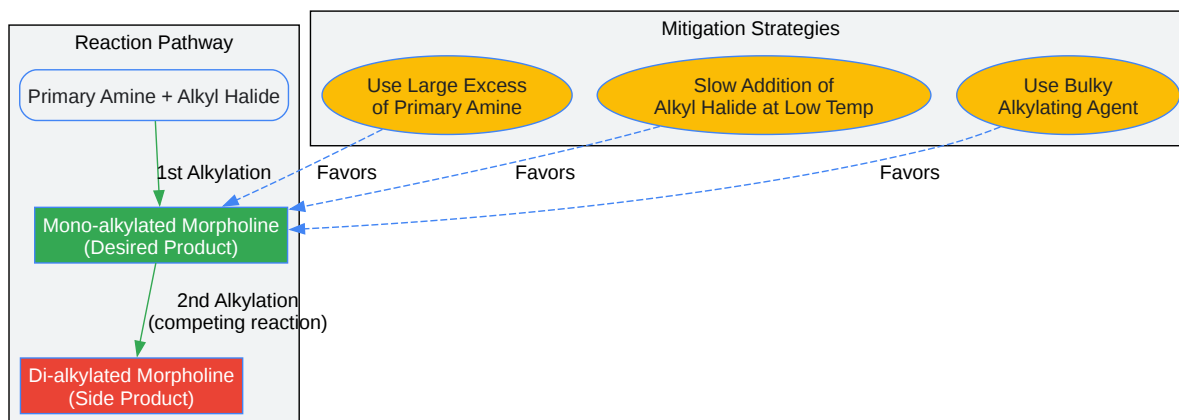 Reaction Pathway
Primary Amine + Alkyl Halide
1st Alkylation
Mono-alkylated Morpholine
(Desired Product)
2nd Alkylation
(competing reaction)
Di-alkylated Morpholine
(Side Product)
Mitigation Strategies
Use Large Excess
of Primary Amine
Slow Addition of
Alkyl Halide at Low Temp
Use Bulky
Alkylating Agent
Favors
Favors
Favors